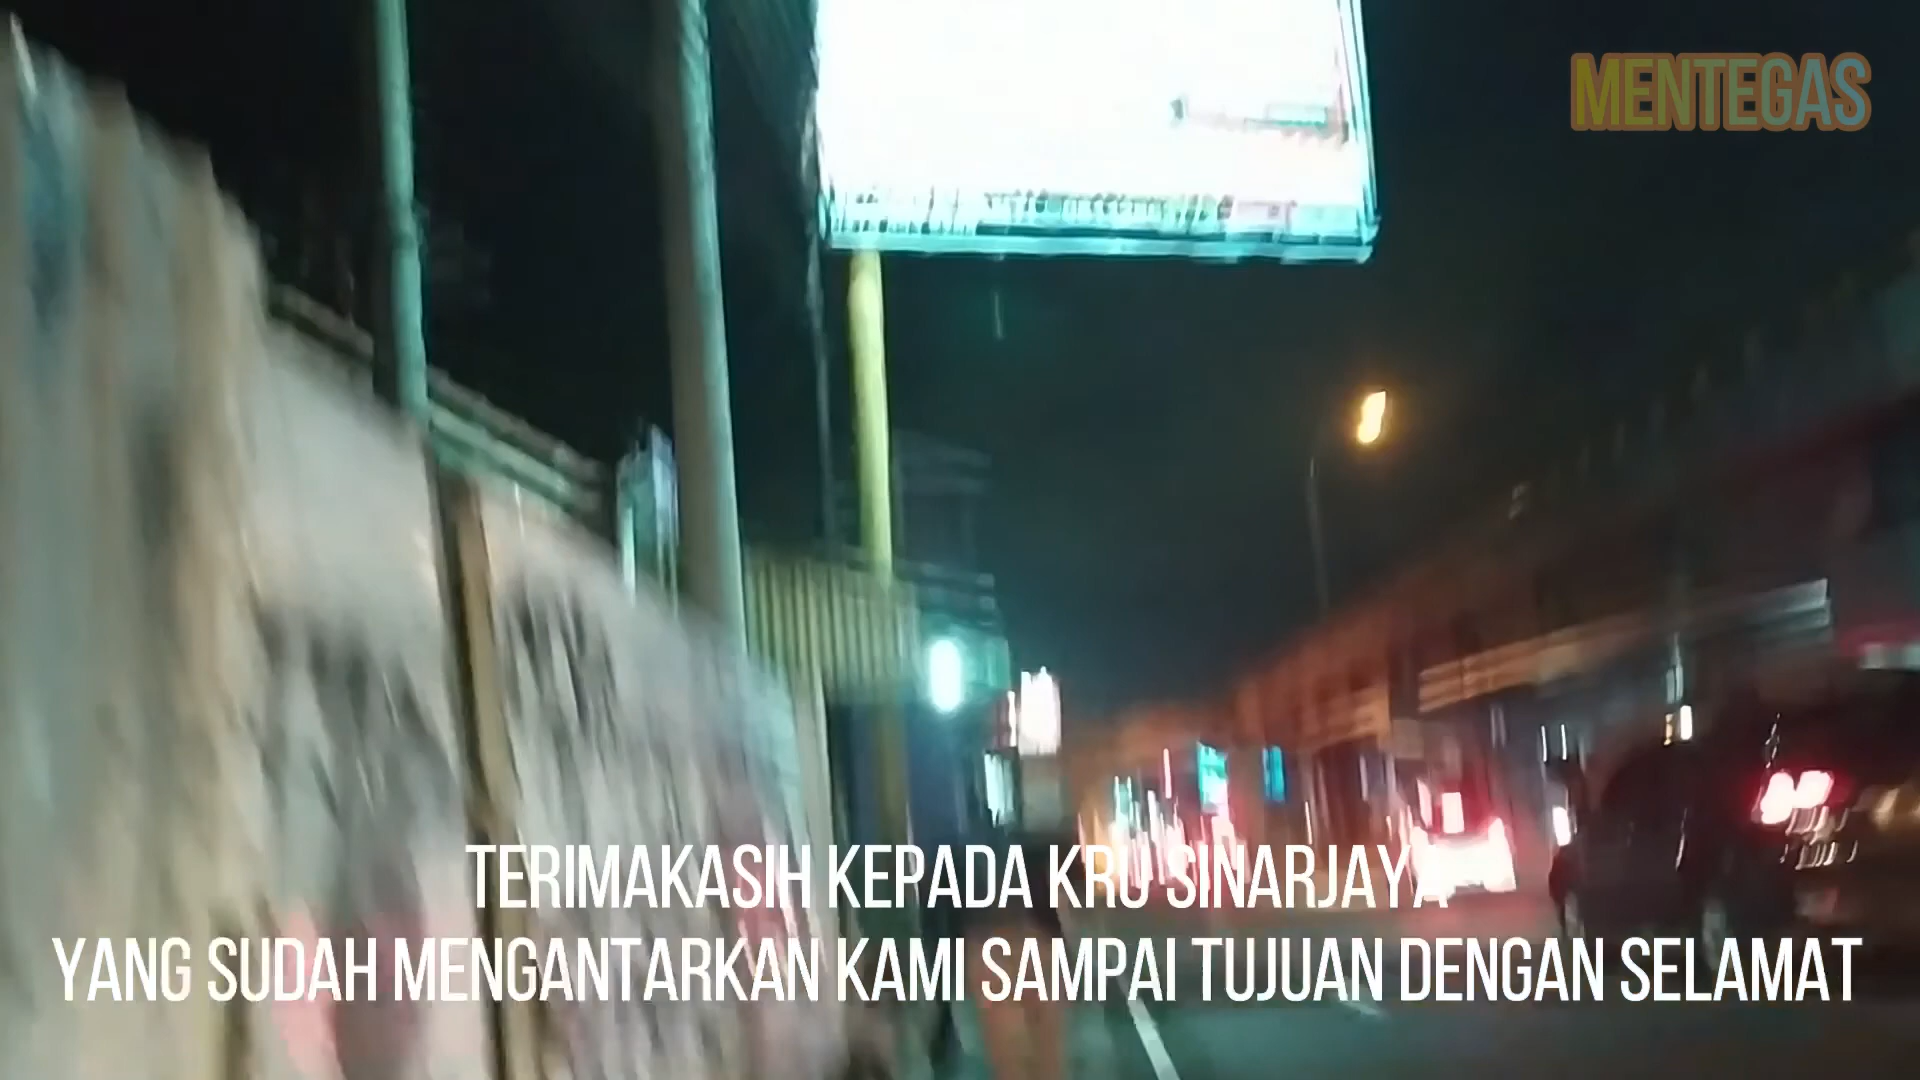 MENTEGAS
TERIMAKASIH KEPADA KRU SINARJAYA
YANG SUDAH MENGANTARKAN KAMI SAMPAI TUJUAN DENGAN SELAMAT